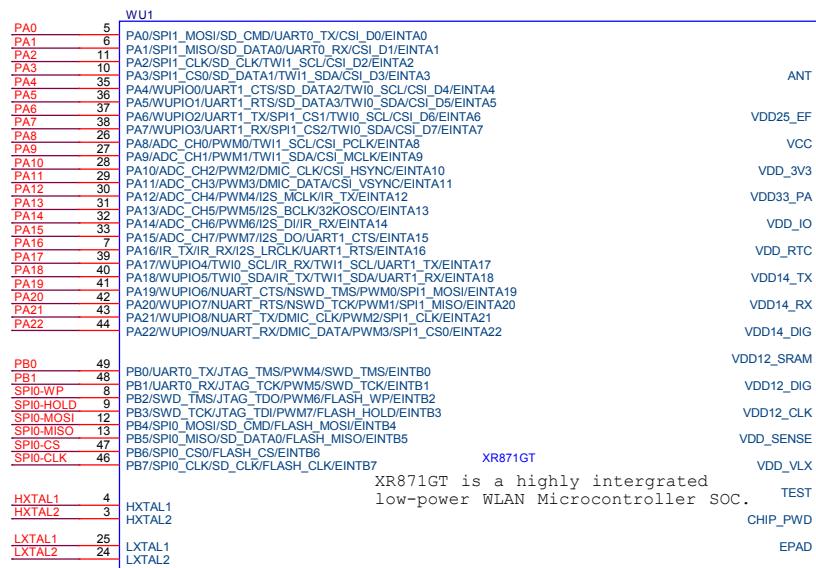 WU1
PA0 5 PA0/SPI1_MOSI/SD_CMD/UART0_TX/CSI_D0/EINTA0
PA1 6 PA1/SPI1_MISO/SD_DATA0/UART0_RX/CSI_D1/EINTA1
PA2 11 PA2/SPI1_CLK/SD_CLK/TWI1_SCL/CSI_D2/EINTA2
PA3 10 PA3/SPI1_CS0/SD_DATA1/TWI1_SDA/CSI_D3/EINTA3
ANT
PA4 35 PA4/WUPIO0/UART1_CTS/SD_DATA2/TWI0_SCL/CSI_D4/EINTA4
PA5 36 PA5/WUPIO1/UART1_RTS/SD_DATA3/TWI0_SDA/CSI_D5/EINTA5
PA6 37 PA6/WUPIO2/UART1_TX/SPI1_CS1/TWI0_SCL/CSI_D6/EINTA6
VDD25_EF
PA7 38 PA7/WUPIO3/UART1_RX/SPI1_CS2/TWI0_SDA/CSI_D7/EINTA7
PA8 26 PA8/ADC_CH0/PWM0/TWI1_SCL/CSI_PCLK/EINTA8
VCC
PA9 27 PA9/ADC_CH1/PWM1/TWI1_SDA/CSI_MCLK/EINTA9
PA10 28 PA10/ADC_CH2/PWM2/DMIC_CLK/CSI_HSYNC/EINTA10
VDD_3V3
PA11 29 PA11/ADC_CH3/PWM3/DMIC_DATA/CSI_VSYNC/EINTA11
PA12 30 PA12/ADC_CH4/PWM4/I2S_MCLK/IR_TX/EINTA12
VDD33_PA
PA13 31 PA13/ADC_CH5/PWM5/I2S_BCLK/32KOSCO/EINTA13
PA14 32 PA14/ADC_CH6/PWM6/I2S_DI/IR_RX/EINTA14
VDD_IO
PA15 33 PA15/ADC_CH7/PWM7/I2S_DO/UART1_CTS/EINTA15
PA16 7 PA16/IR_TX/IR_RX/I2S_LRCLK/UART1_RTS/EINTA16
VDD_RTC
PA17 39 PA17/WUPIO4/TWI0_SCL/IR_RX/TWI1_SCL/UART1_TX/EINTA17
PA18 40 PA18/WUPIO5/TWI0_SDA/IR_TX/TWI1_SDA/UART1_RX/EINTA18
VDD14_TX
PA19 41 PA19/WUPIO6/NUART_CTS/NSWD_TMS/PWM0/SPI1_MOSI/EINTA19
PA20 42 PA20/WUPIO7/NUART_RTS/NSWD_TCK/PWM1/SPI1_MISO/EINTA20
VDD14_RX
PA21 43 PA21/WUPIO8/NUART_TX/DMIC_CLK/PWM2/SPI1_CLK/EINTA21
PA22 44 PA22/WUPIO9/NUART_RX/DMIC_DATA/PWM3/SPI1_CS0/EINTA22
VDD14_DIG
VDD12_SRAM
PB0 49 PB0/UART0_TX/JTAG_TMS/PWM4/SWD_TMS/EINTB0
PB1 48 PB1/UART0_RX/JTAG_TCK/PWM5/SWD_TCK/EINTB1
VDD12_DIG
SPI0-WP 8 PB2/SWD_TMS/JTAG_TDO/PWM6/FLASH_WP/EINTB2
SPI0-HOLD 9 PB3/SWD_TCK/JTAG_TDI/PWM7/FLASH_HOLD/EINTB3
VDD12_CLK
SPI0-MOSI 12 PB4/SPI0_MOSI/SD_CMD/FLASH_MOSI/EINTB4
SPI0-MISO 13 PB5/SPI0_MISO/SD_DATA0/FLASH_MISO/EINTB5
VDD_SENSE
SPI0-CS 47 PB6/SPI0_CS0/FLASH_CS/EINTB6
XR871GT
SPI0-CLK 46 PB7/SPI0_CLK/SD_CLK/FLASH_CLK/EINTB7
VDD_VLX
XR871GT is a highly intergrated
low-power WLAN Microcontroller SOC.
TEST
HXTAL1 4 HXTAL1
HXTAL2 3 HXTAL2
CHIP_PWD
LXTAL1 25 LXTAL1
EPAD
LXTAL2 24 LXTAL2